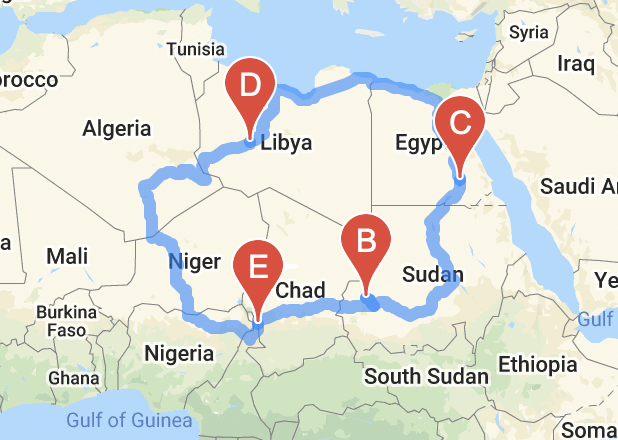 Syria
Tunisia
Iraq
orocco
D
C
Algeria
Libya
Egyp
Saudi A
B
Mali
Niger
E
Chad
Sudan
Ye
Burkina
Faso
Gulf
Nigeria
Ghana
Ethiopia
South Sudan
Gulf of Guinea
Soma
a